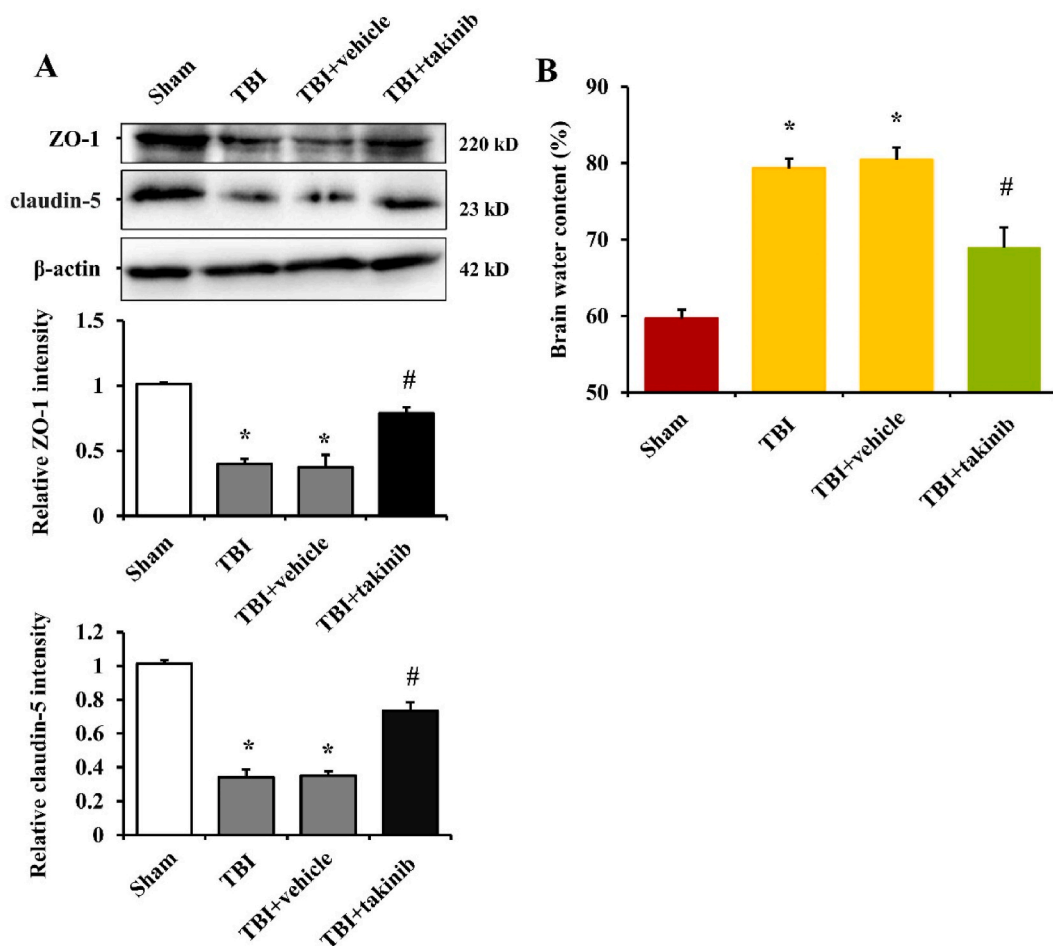 A
Sham
TBI
TBI+vehicle
TBI+takinib
ZO-1
220 kD
claudin-5
23 kD
β-actin
42 kD
Relative ZO-1 intensity
1.5
1
0.5
0
*
*
#
Sham
TBI
TBI+vehicle
TBI+takinib
Relative claudin-5 intensity
1.2
1
0.8
0.6
0.4
0.2
0
*
*
#
Sham
TBI
TBI+vehicle
TBI+takinib
B
Brain water content (%)
90
80
70
60
50
*
*
#
Sham
TBI
TBI+vehicle
TBI+takinib